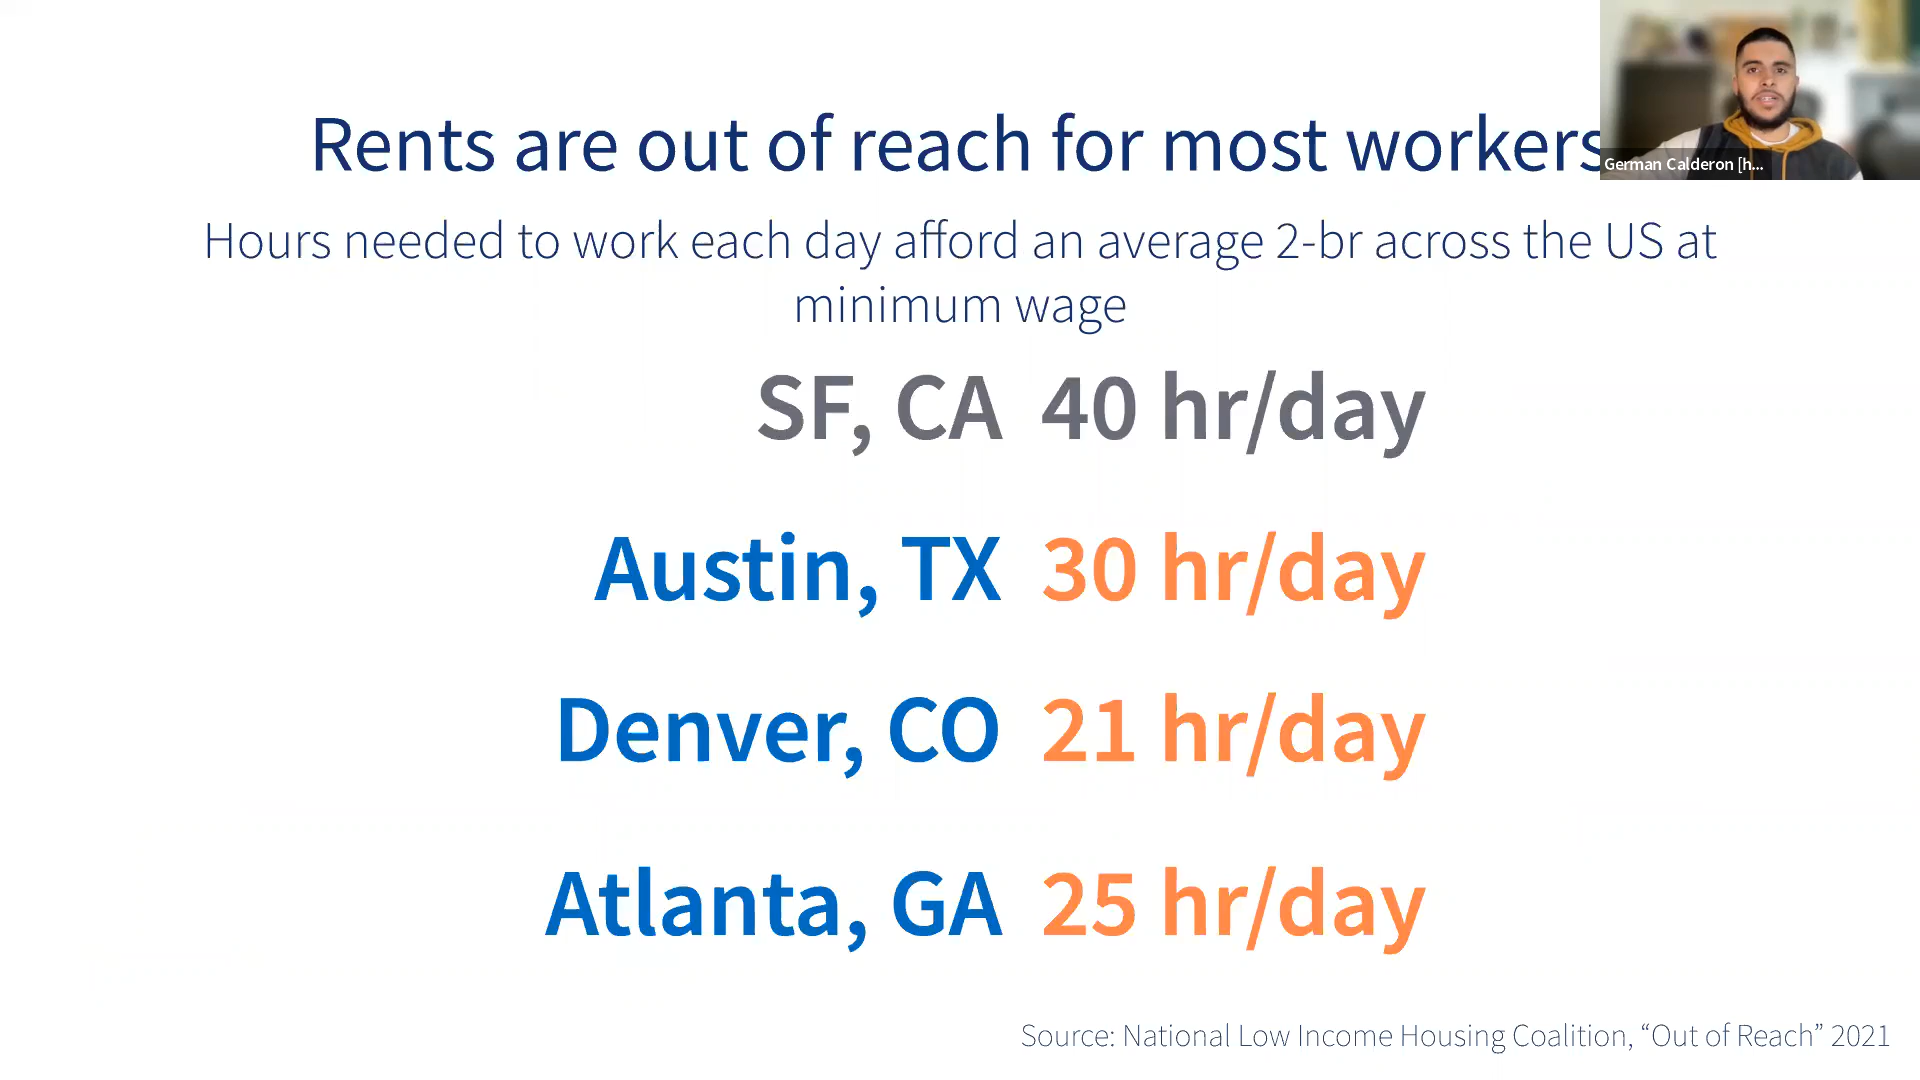 Rents are out of reach for most workers
German Calderon [h...
Hours needed to work each day afford an average 2-br across the US at
minimum wage
SF, CA 40 hr/day
Austin, TX 30 hr/day
Denver, CO 21 hr/day
Atlanta, GA 25 hr/day
Source: National Low Income Housing Coalition, “Out of Reach” 2021